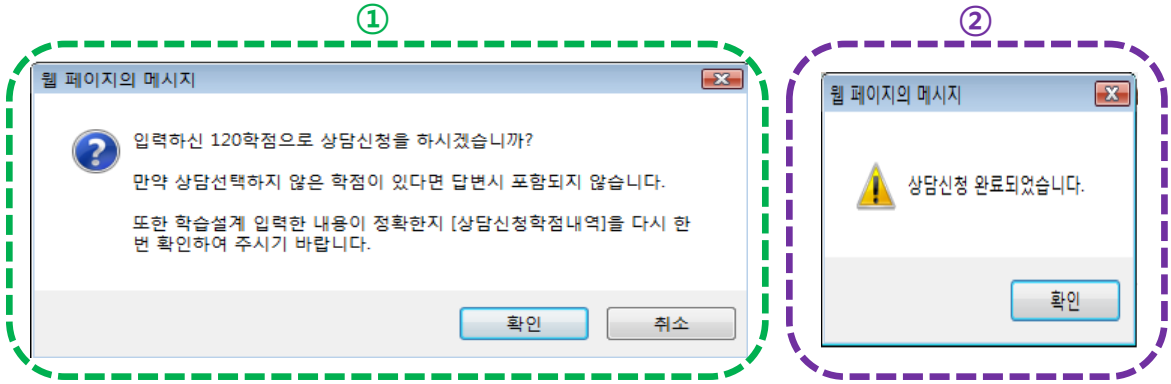 ①
웹 페이지의 메시지
입력하신 120학점으로 상담신청을 하시겠습니까?
만약 상담선택하지 않은 학점이 있다면 답변시 포함되지 않습니다.
또한 학습설계 입력한 내용이 정확한지 [상담신청학점내역]을 다시 한
번 확인하여 주시기 바랍니다.
확인
취소
②
웹 페이지의 메시지
상담신청 완료되었습니다.
확인